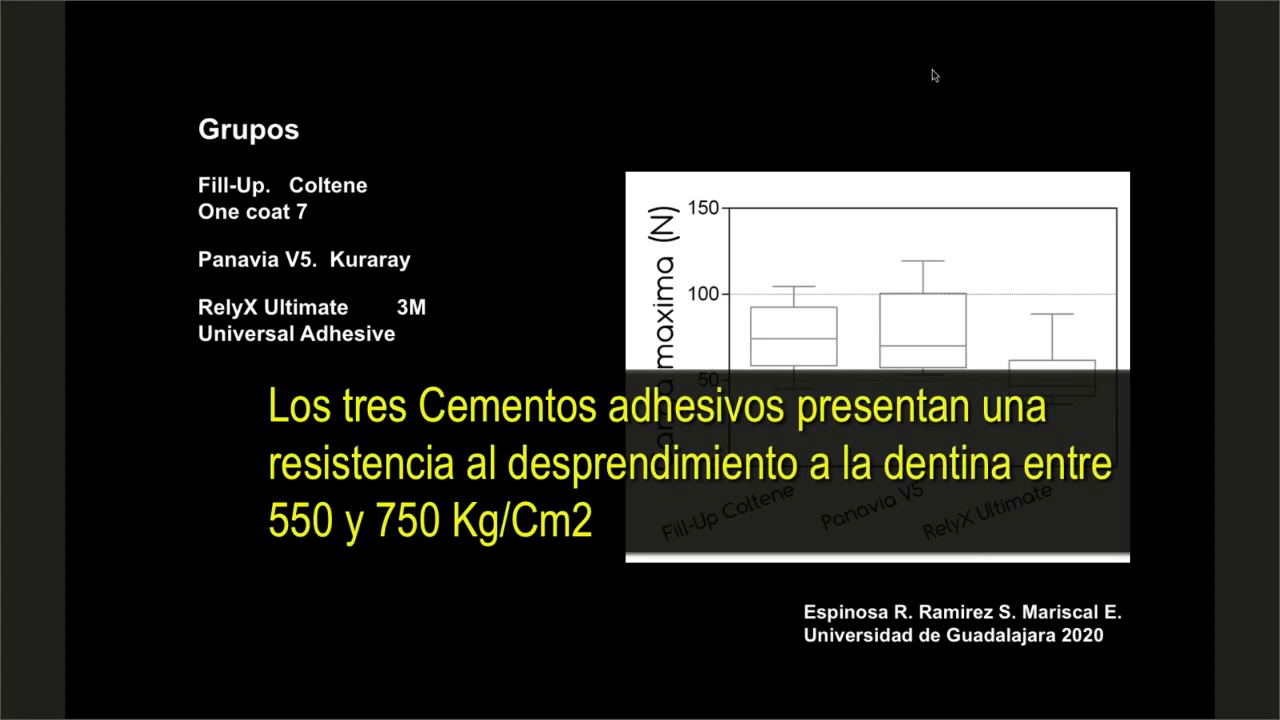 Grupos
Fill-Up. Coltene
One coat 7
Panavia V5. Kuraray
RelyX Ultimate 3M
Universal Adhesive
150
maxima (N)
100
50
Los tres Cementos adhesivos presentan una
resistencia al desprendimiento a la dentina entre
550 y 750 Kg/Cm2
Fill-Up Coltene
Panavia V5
RelyX Ultimate
Espinosa R. Ramirez S. Mariscal E.
Universidad de Guadalajara 2020